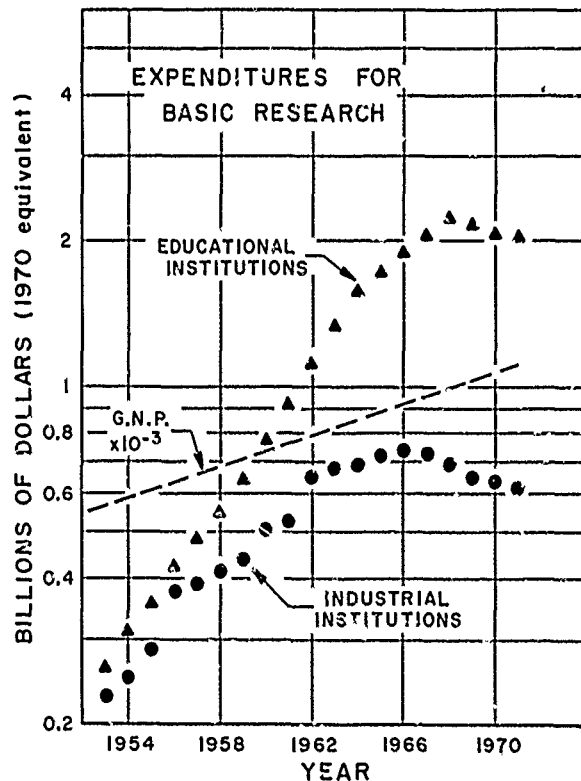 EXPENDITURES FOR
BASIC RESEARCH
BILLIONS OF DOLLARS (1970 equivalent)
4
2
1
0.8
0.6
0.4
0.2
EDUCATIONAL
INSTITUTIONS
G.N.P.
x10-3
INDUSTRIAL
INSTITUTIONS
1954
1958
1962
1966
1970
YEAR